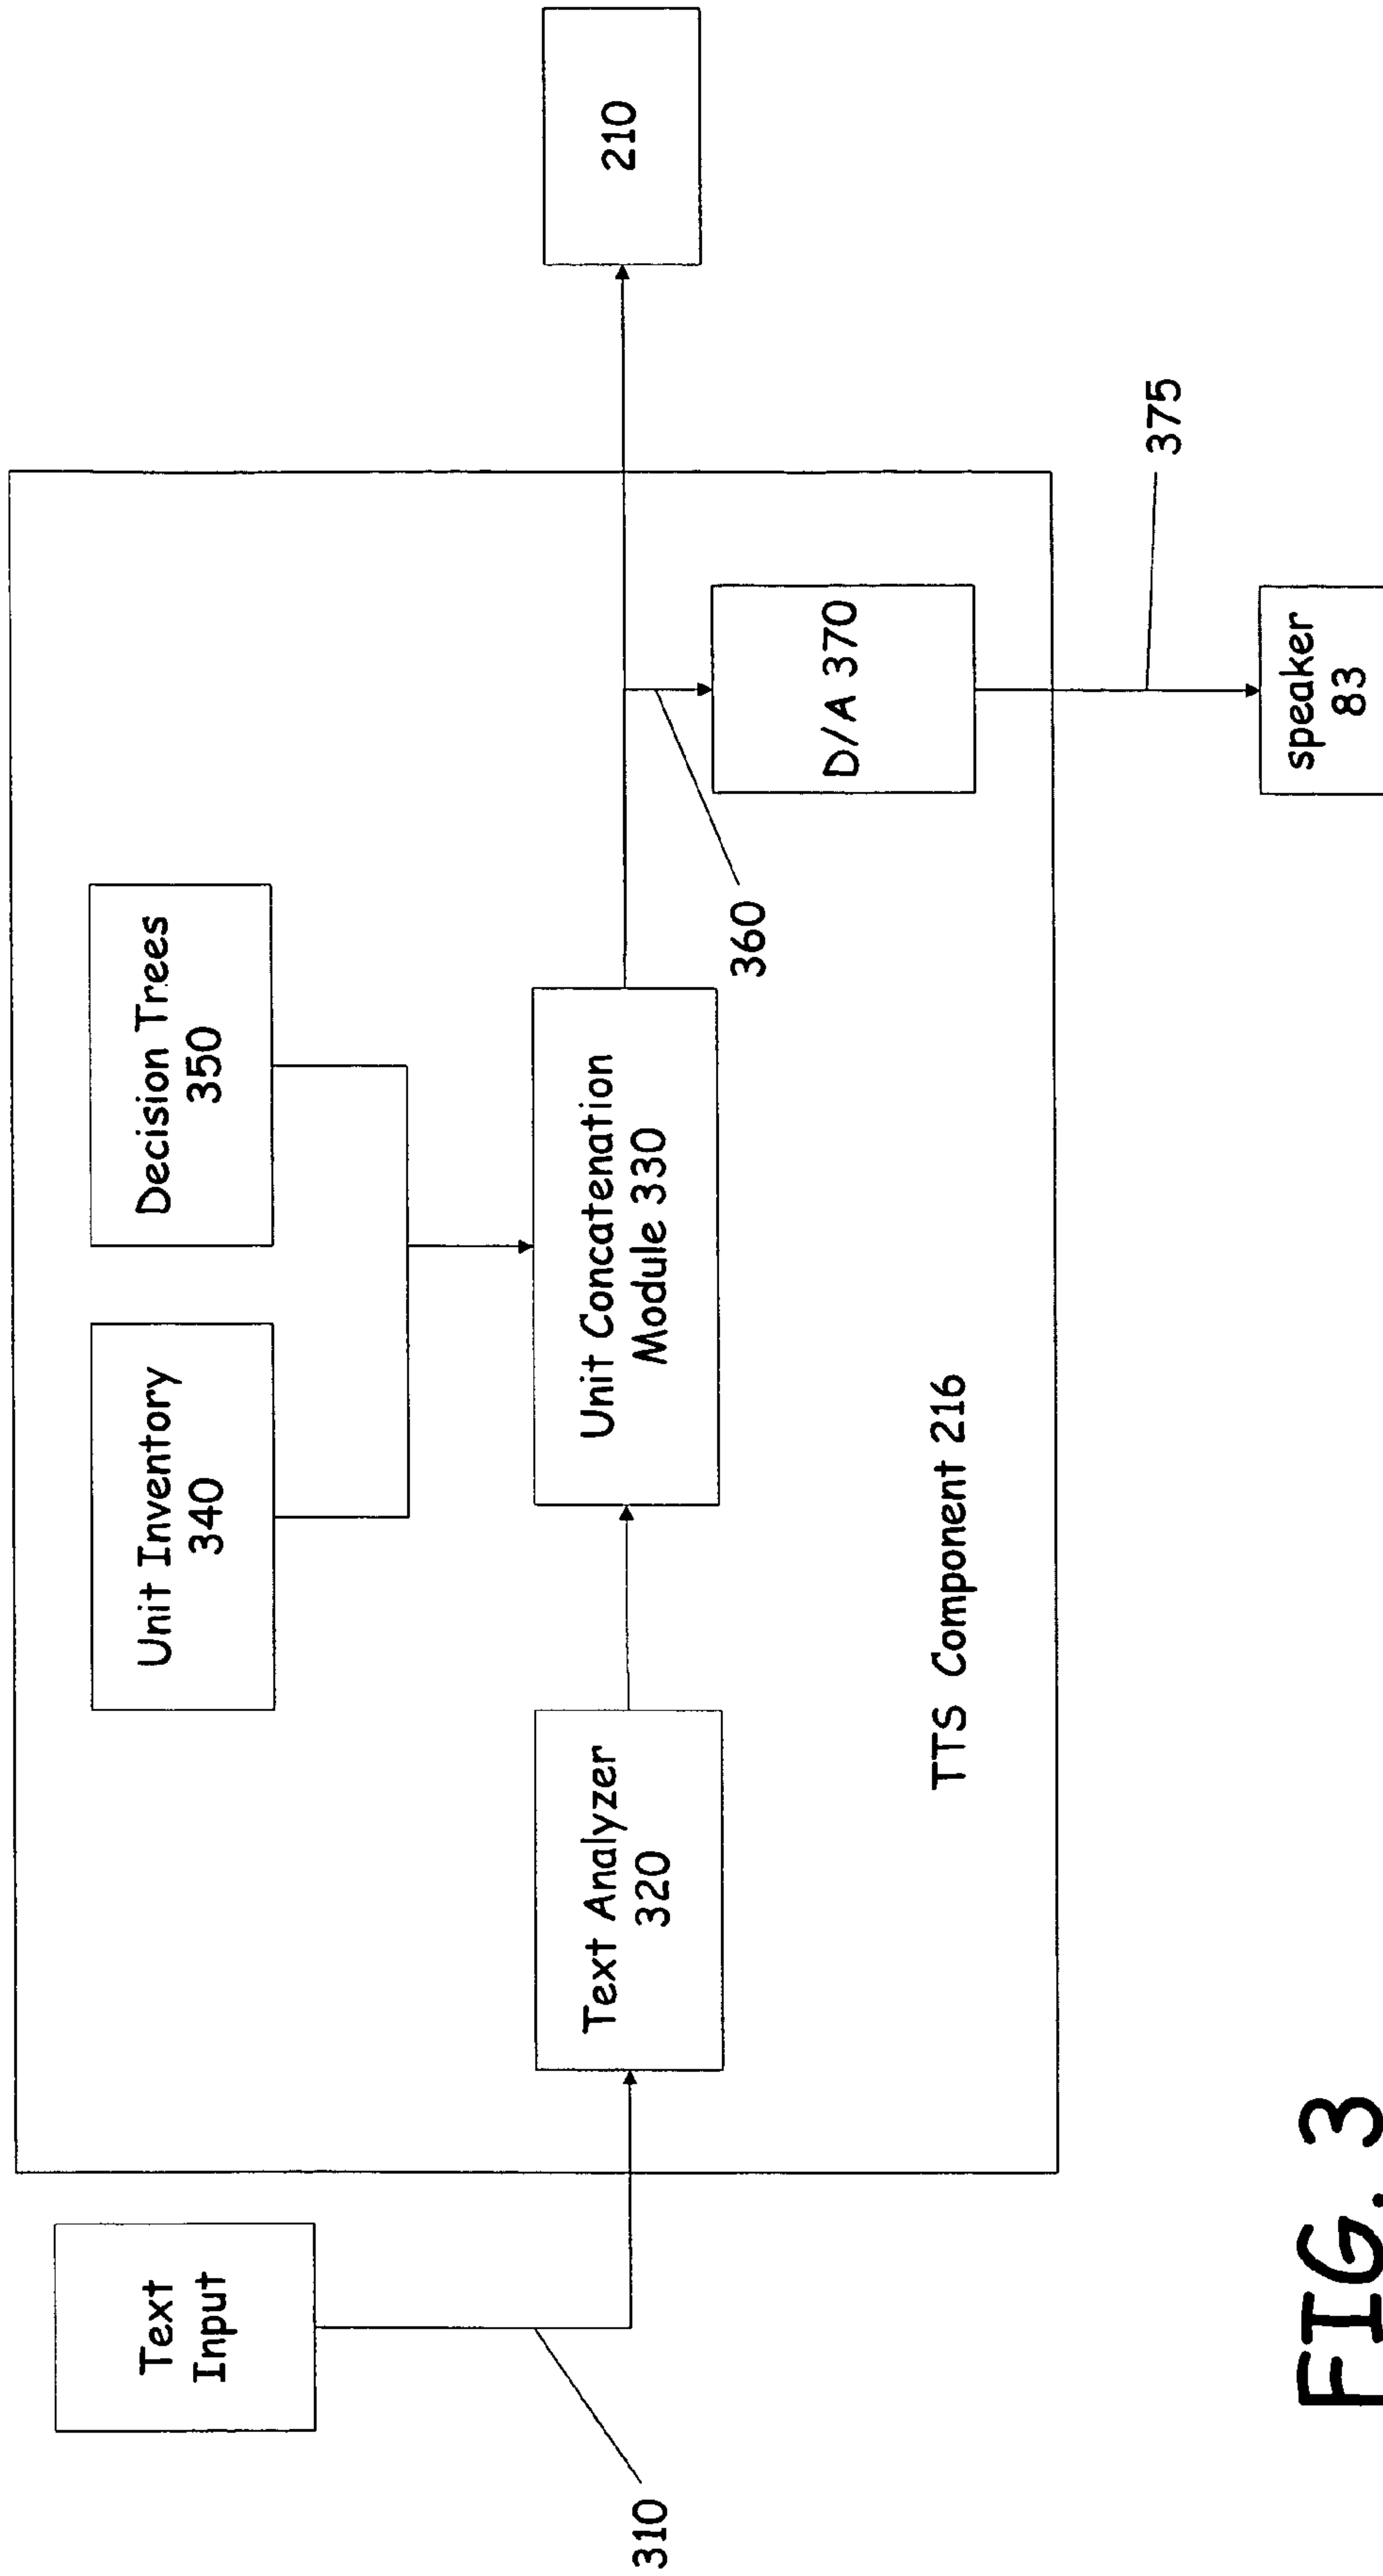 Text
Input
310
Unit Inventory
340
Decision Trees
350
Text Analyzer
320
Unit Concatenation
Module 330
360
D/A 370
210
TTS Component 216
375
speaker
83
FIG. 3